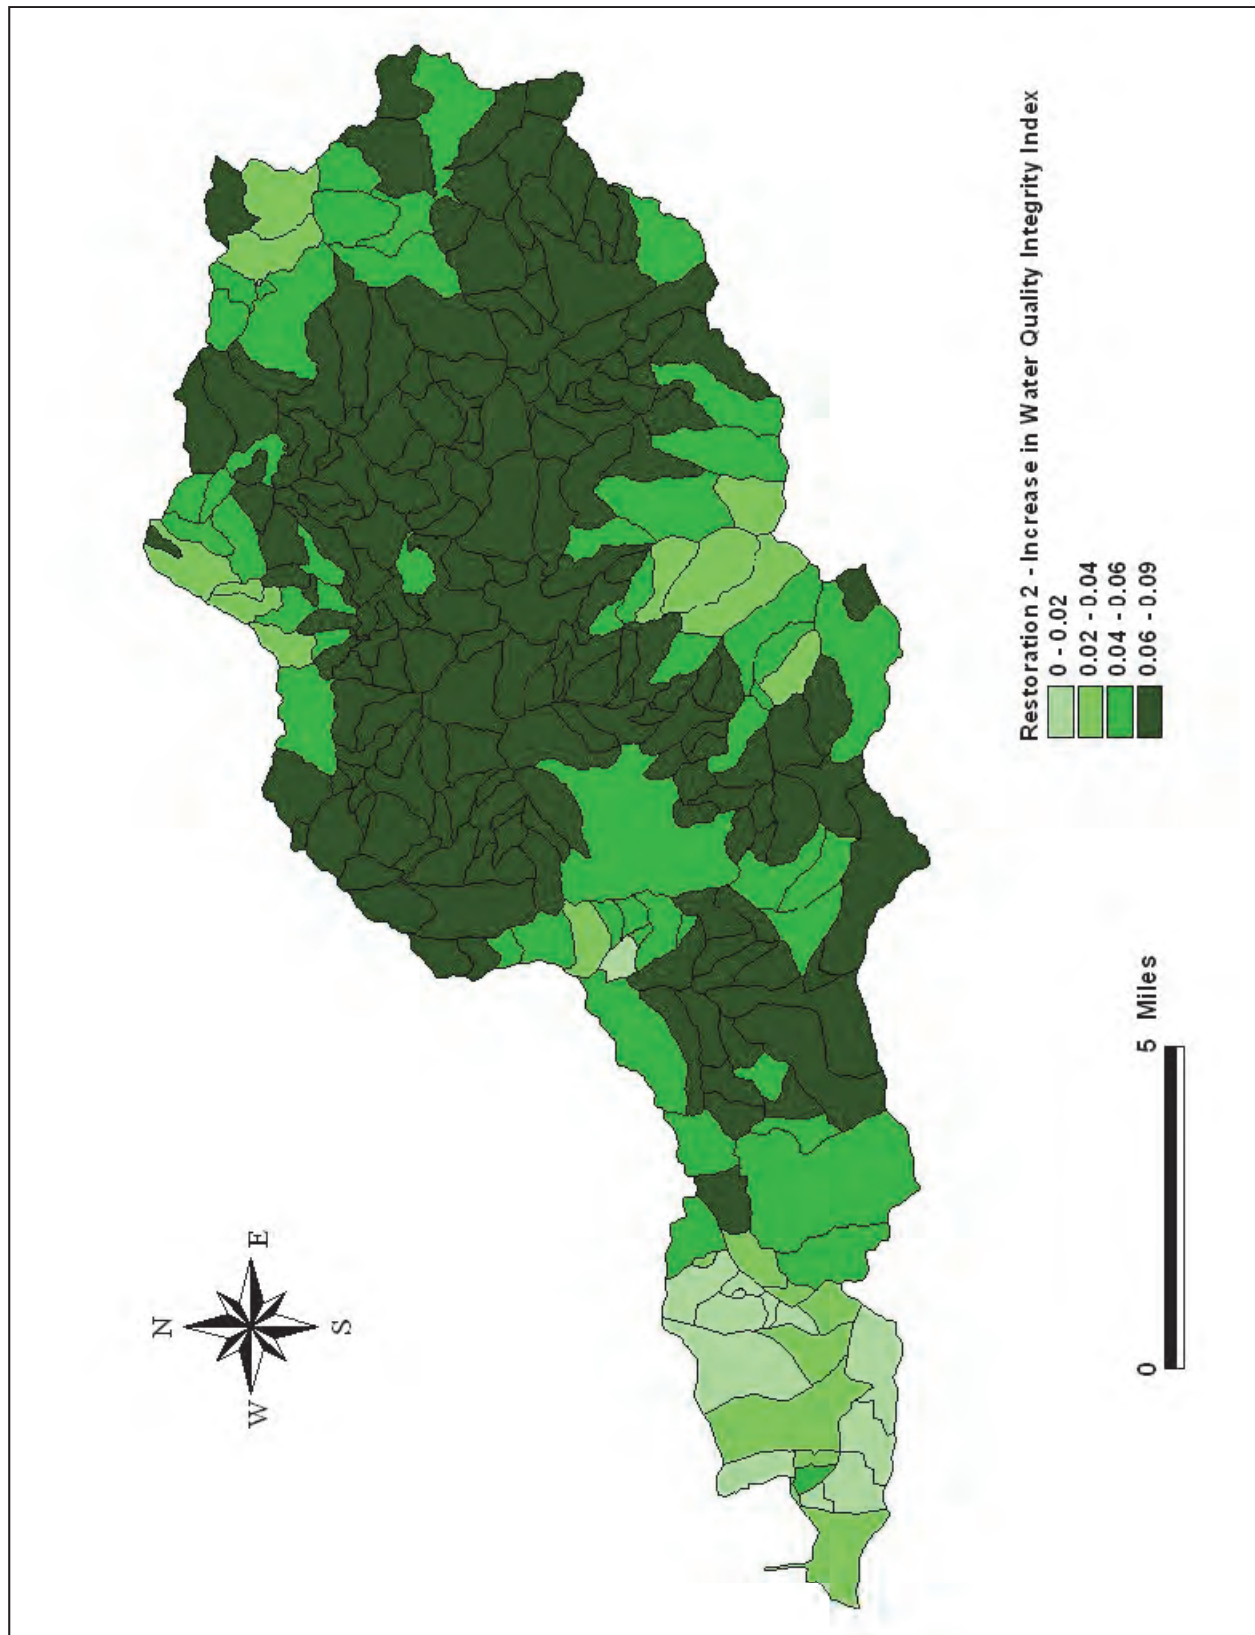 Restoration 2 - Increase in Water Quality Integrity Index
0 - 0.02
0.02 - 0.04
0.04 - 0.06
0.06 - 0.09
N
W
E
S
0
5 Miles